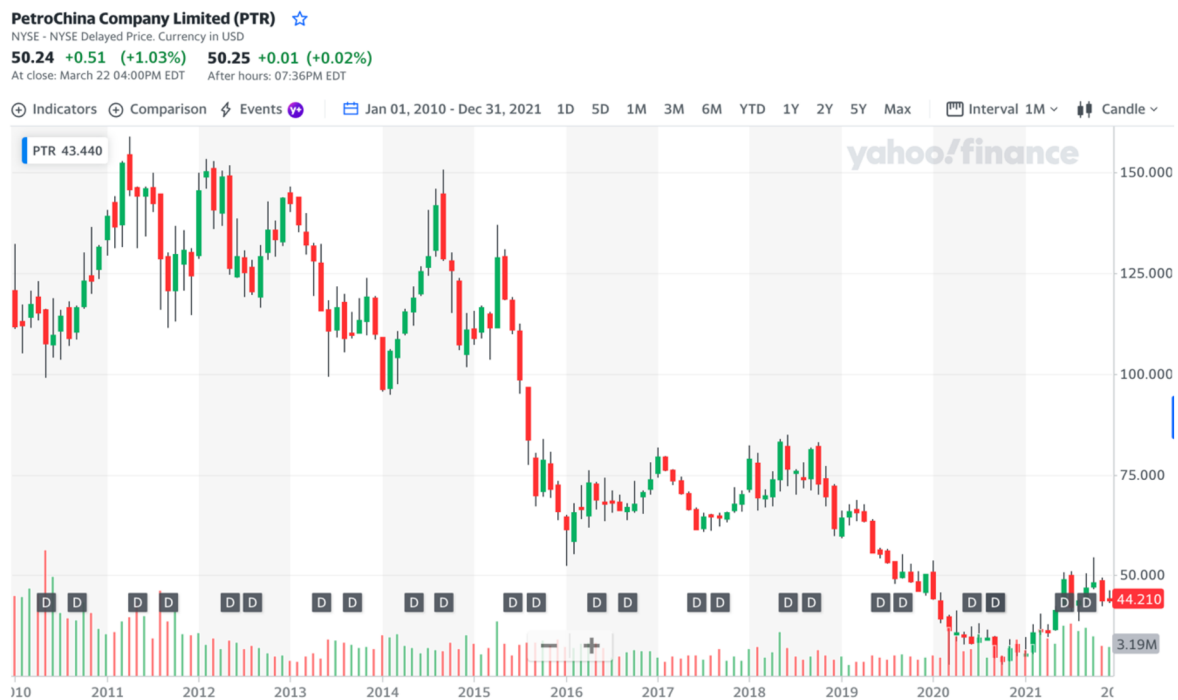 PetroChina Company Limited (PTR)
NYSE - NYSE Delayed Price. Currency in USD
50.24 +0.51 (+1.03%) 50.25 +0.01 (+0.02%)
At close: March 22 04:00PM EDT After hours: 07:36PM EDT
Indicators Comparison Events y+ Jan 01, 2010 - Dec 31, 2021 1D 5D 1M 3M 6M YTD 1Y 2Y 5Y Max Interval 1M Candle
PTR 43.440
yahoo!finance
150.000
125.000
100.000
75.000
50.000
D D D D D D D D D D D D D D D D D D D D D D D D
44.210
3.19M
− +
010 2011 2012 2013 2014 2015 2016 2017 2018 2019 2020 2021 20